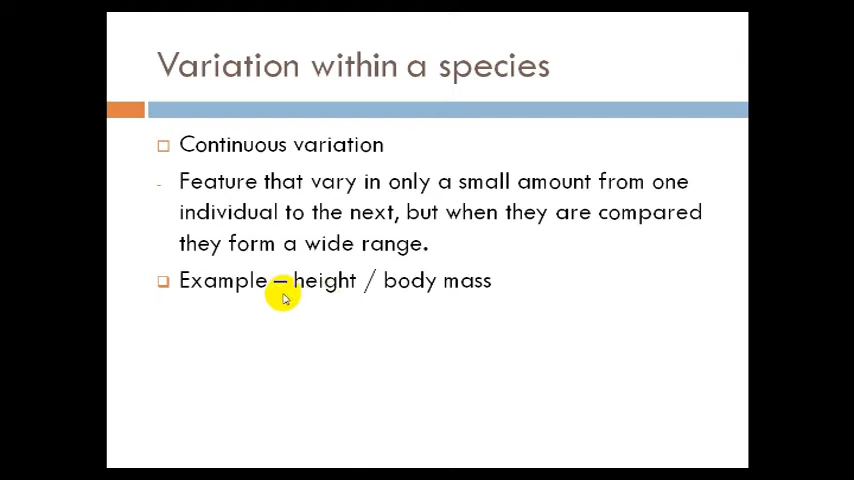 Variation within a species
Continuous variation
- Feature that vary in only a small amount from one
individual to the next, but when they are compared
they form a wide range.
Example – height / body mass